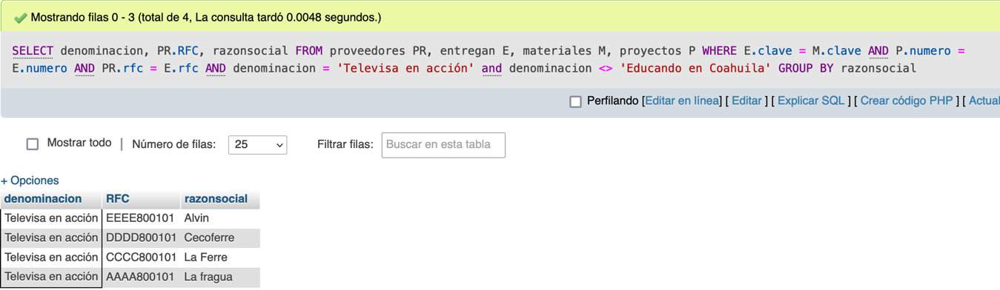 Mostrando filas 0 - 3 (total de 4, La consulta tardó 0.0048 segundos.)
SELECT denominacion, PR.RFC, razonsocial FROM proveedores PR, entregan E, materiales M, proyectos P WHERE E.clave = M.clave AND P.numero =
E.numero AND PR.rfc = E.rfc AND denominacion = 'Televisa en acción' and denominacion <> 'Educando en Coahuila' GROUP BY razonsocial
Perfilando [Editar en línea] [ Editar ] [ Explicar SQL ] [ Crear código PHP ] [ Actual
Mostrar todo | Número de filas: 25 Filtrar filas: Buscar en esta tabla
+ Opciones
denominacion RFC razonsocial
Televisa en acción EEEE800101 Alvin
Televisa en acción DDDD800101 Cecoferre
Televisa en acción CCCC800101 La Ferre
Televisa en acción AAAA800101 La fragua